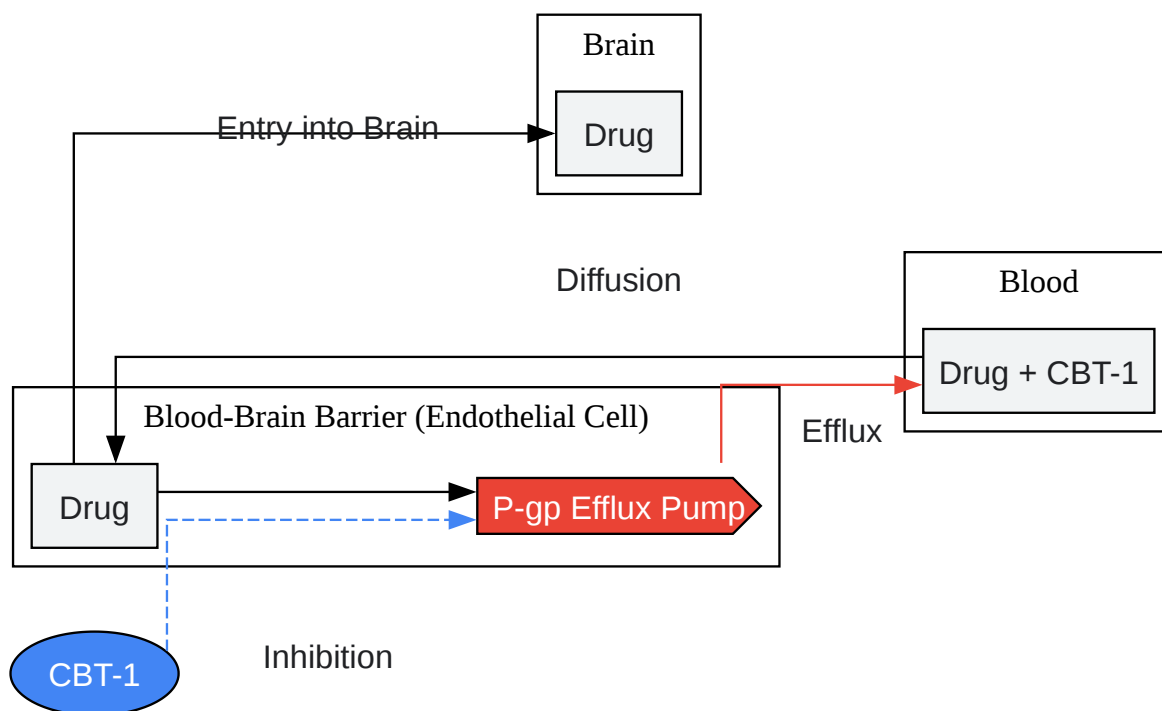 Brain
Entry into Brain
Drug
Diffusion
Blood
Drug + CBT-1
Blood-Brain Barrier (Endothelial Cell)
Efflux
Drug
P-gp Efflux Pump
Inhibition
CBT-1